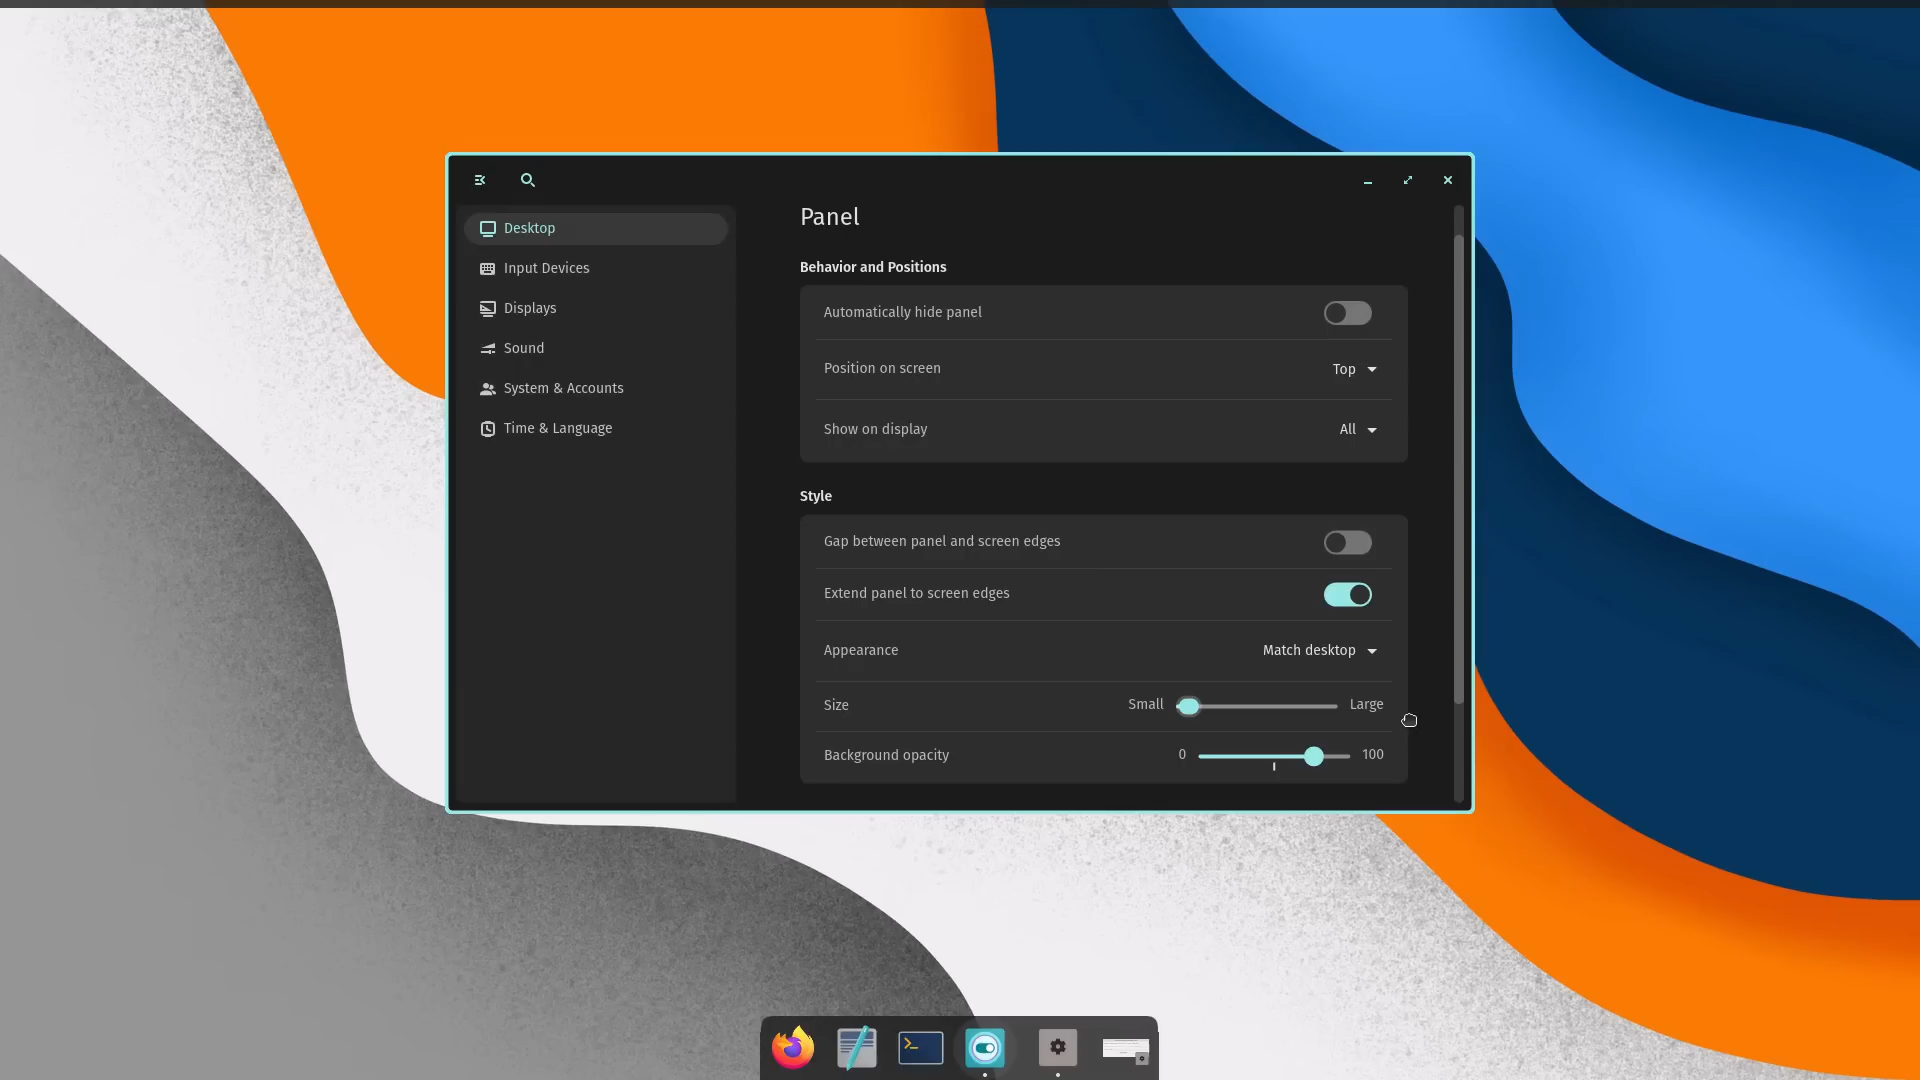 Panel
Desktop
Input Devices
Displays
Sound
System & Accounts
Time & Language
Behavior and Positions
Automatically hide panel
Position on screen Top
Show on display All
Style
Gap between panel and screen edges
Extend panel to screen edges
Appearance Match desktop
Size Small Large
Background opacity 0 100